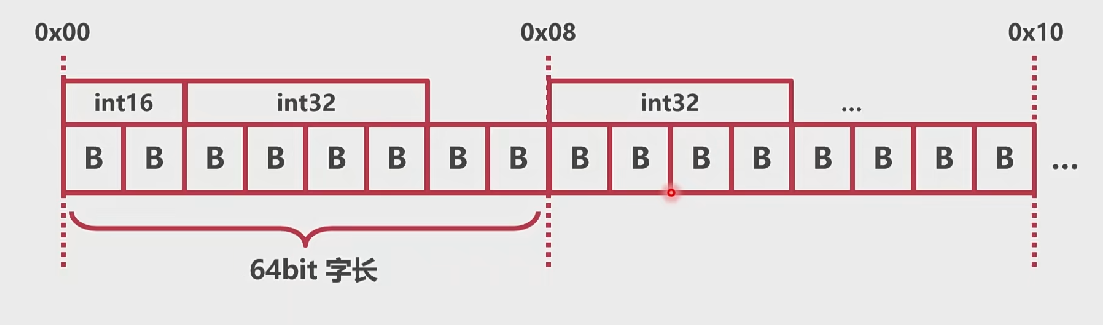 0x00 0x08 0x10
int16 int32 int32 ...
B B B B B B B B B B B B B B B B ...
64bit 字长